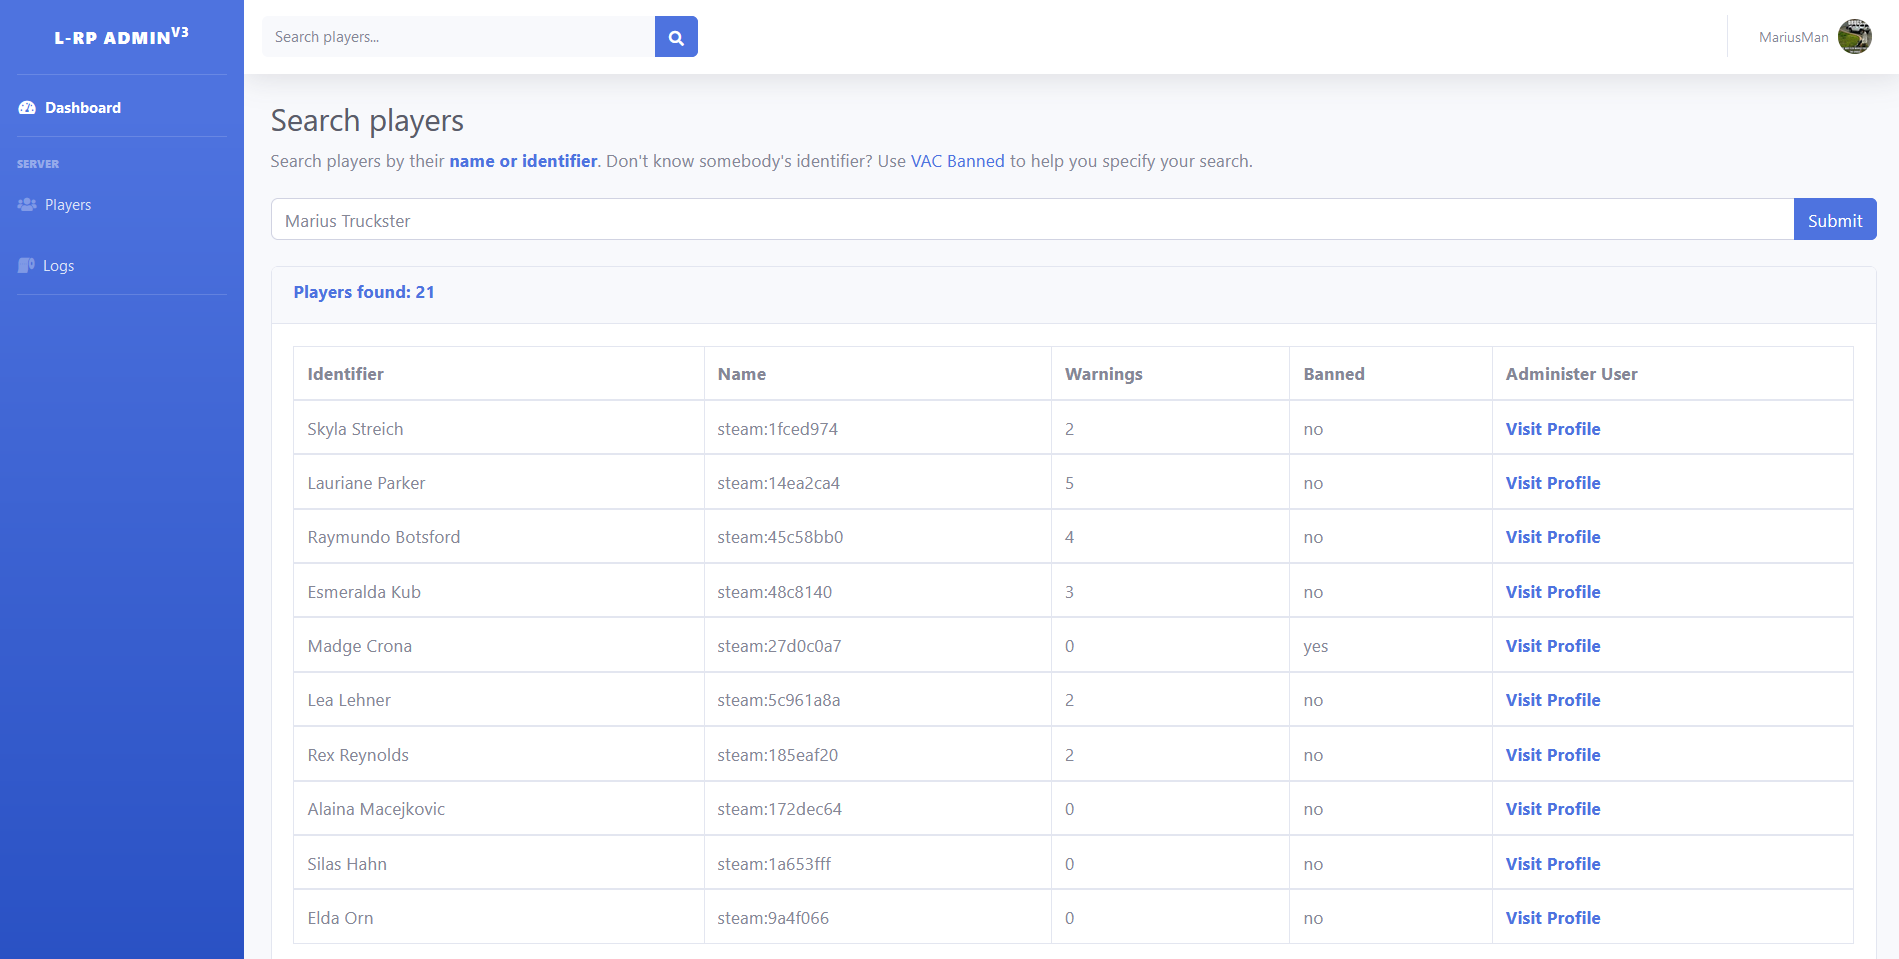 L-RP ADMIN V3
Search players...
MariusMan
Dashboard
SERVER
Players
Logs
Search players
Search players by their name or identifier. Don't know somebody's identifier? Use VAC Banned to help you specify your search.
Marius Truckster
Submit
Players found: 21
Identifier Name Warnings Banned Administer User
Skyla Streich steam:1fced974 2 no Visit Profile
Lauriane Parker steam:14ea2ca4 5 no Visit Profile
Raymundo Botsford steam:45c58bb0 4 no Visit Profile
Esmeralda Kub steam:48c8140 3 no Visit Profile
Madge Crona steam:27d0c0a7 0 yes Visit Profile
Lea Lehner steam:5c961a8a 2 no Visit Profile
Rex Reynolds steam:185eaf20 2 no Visit Profile
Alaina Macejkovic steam:172dec64 0 no Visit Profile
Silas Hahn steam:1a653fff 0 no Visit Profile
Elda Orn steam:9a4f066 0 no Visit Profile